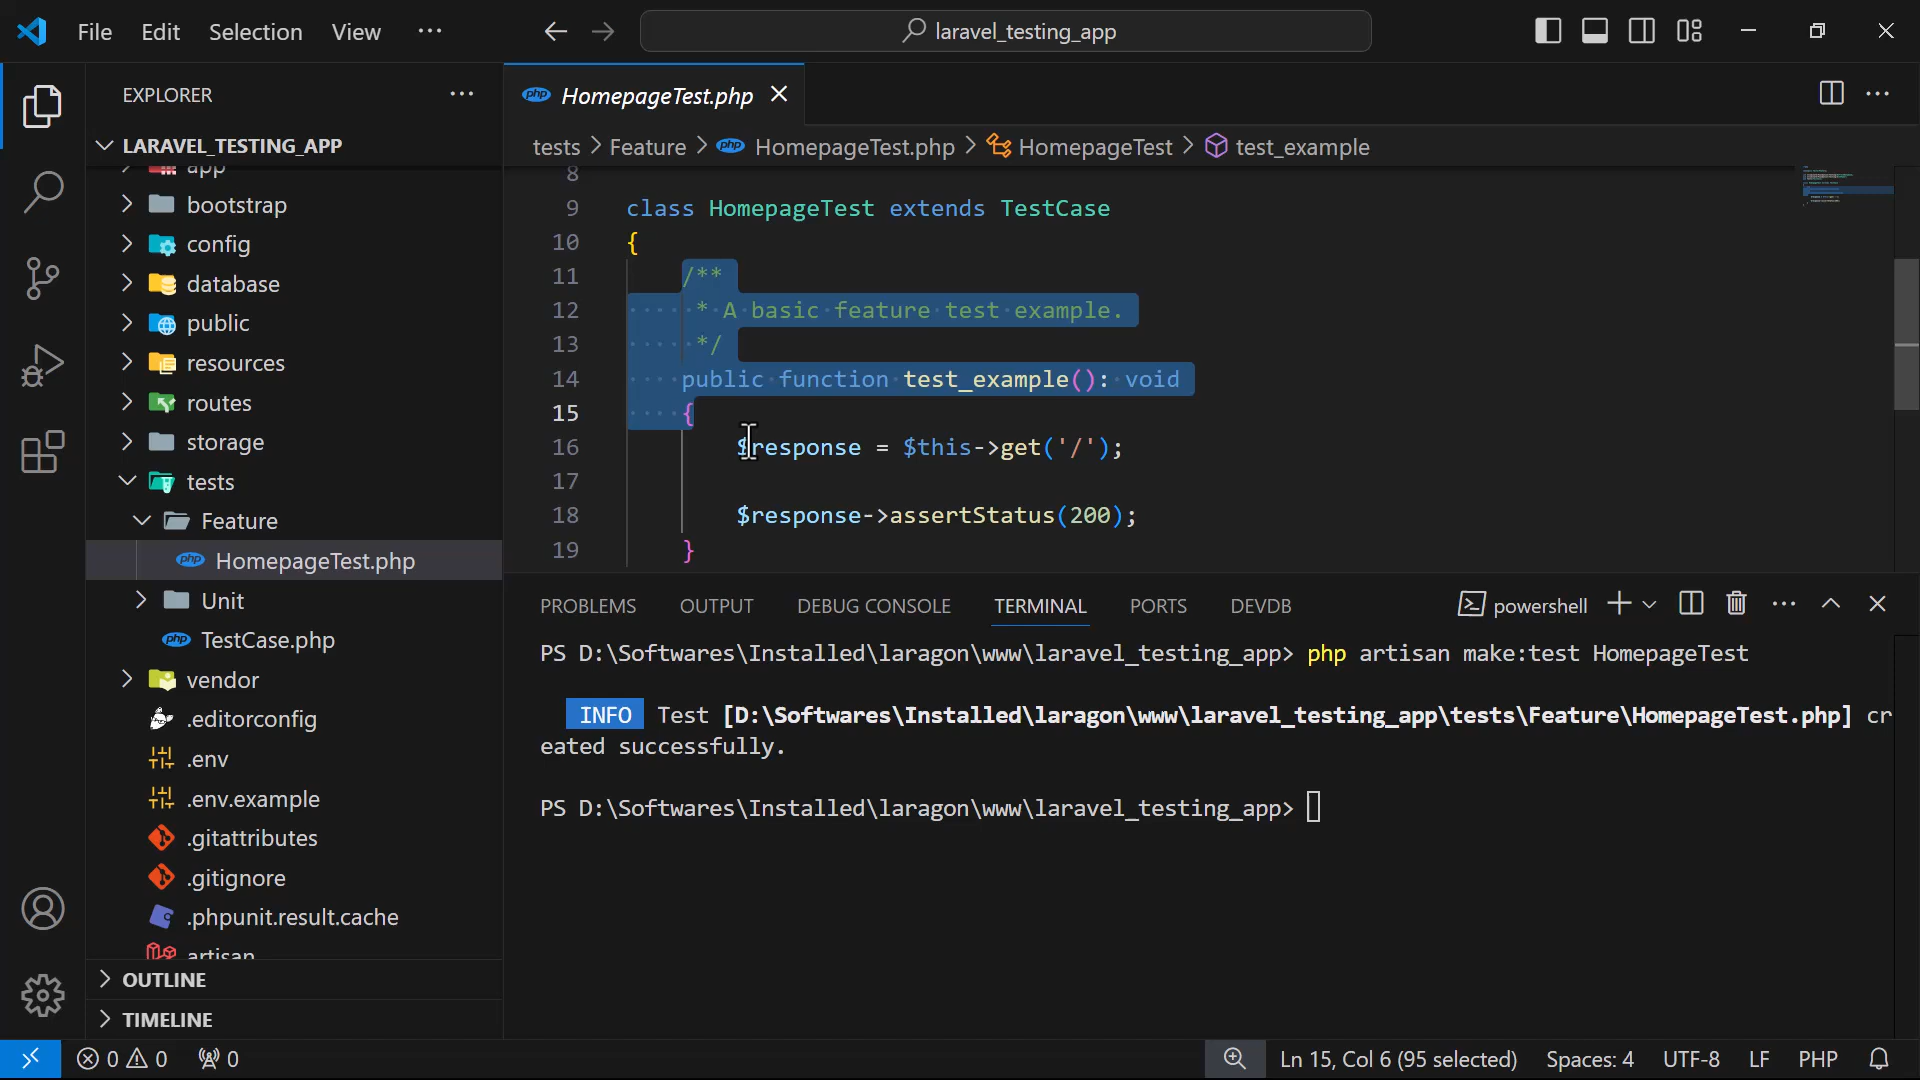 File Edit Selection View ··· laravel_testing_app
EXPLORER
LARAVEL_TESTING_APP
app
bootstrap
config
database
public
resources
routes
storage
tests
Feature
HomepageTest.php
Unit
TestCase.php
vendor
.editorconfig
.env
.env.example
.gitattributes
.gitignore
.phpunit.result.cache
artisan
OUTLINE
TIMELINE
php HomepageTest.php
tests > Feature > php HomepageTest.php > HomepageTest > test_example
8
9 class HomepageTest extends TestCase
10 {
11 /**
12 * A basic feature test example.
13 */
14 public function test_example(): void
15 {
16 $response = $this->get('/');
17
18 $response->assertStatus(200);
19 }
PROBLEMS OUTPUT DEBUG CONSOLE TERMINAL PORTS DEVDB powershell
PS D:\Softwares\Installed\laragon\www\laravel_testing_app> php artisan make:test HomepageTest
INFO Test [D:\Softwares\Installed\laragon\www\laravel_testing_app\tests\Feature\HomepageTest.php] cr
eated successfully.
PS D:\Softwares\Installed\laragon\www\laravel_testing_app>
0 0 0 Ln 15, Col 6 (95 selected) Spaces: 4 UTF-8 LF PHP